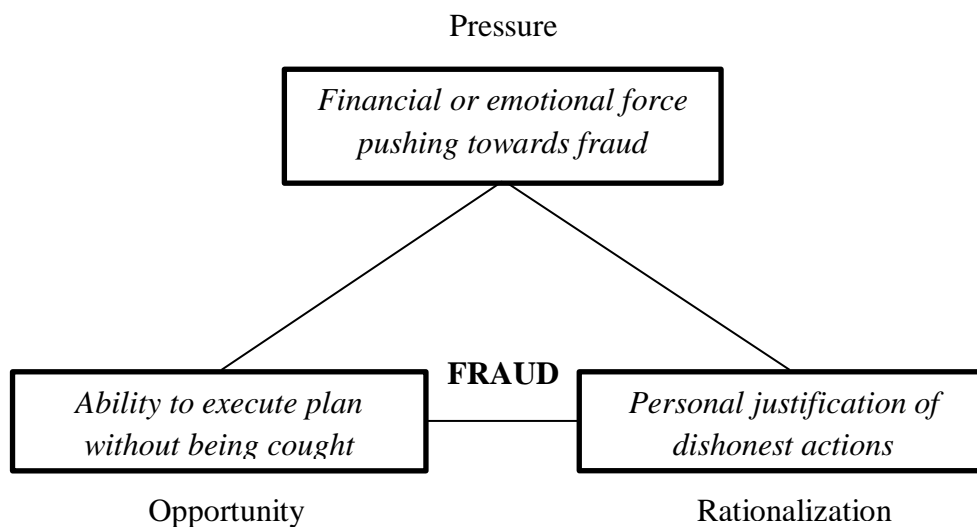 Pressure
Financial or emotional force
pushing towards fraud
FRAUD
Ability to execute plan
without being cought
Personal justification of
dishonest actions
Opportunity
Rationalization